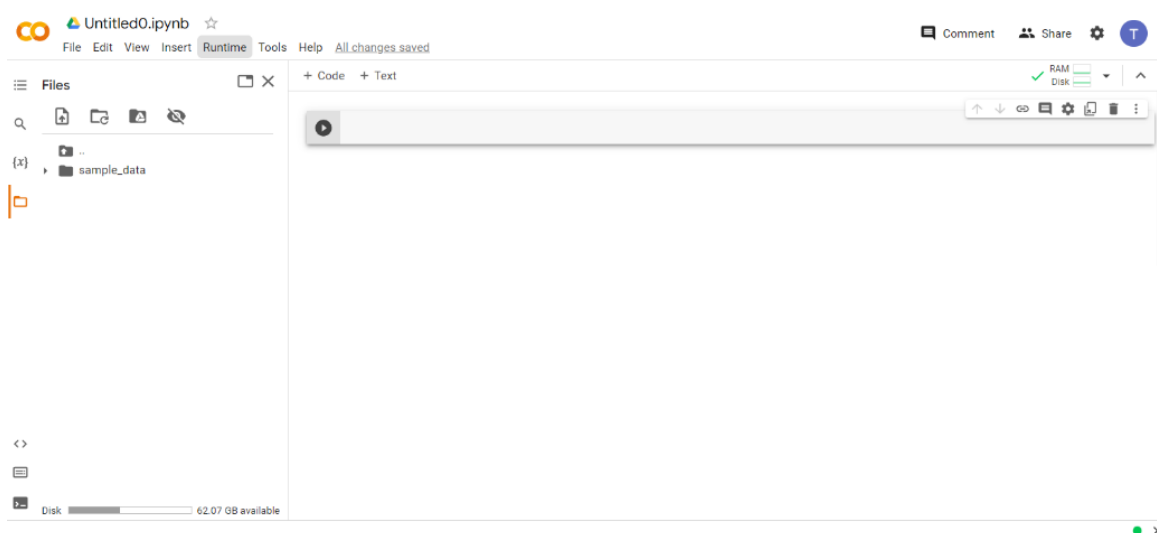 Untitled0.ipynb
File Edit View Insert Runtime Tools Help All changes saved
Comment Share T
Files
+ Code + Text
RAM
Disk
..
{x}
sample_data
Disk 62.07 GB available